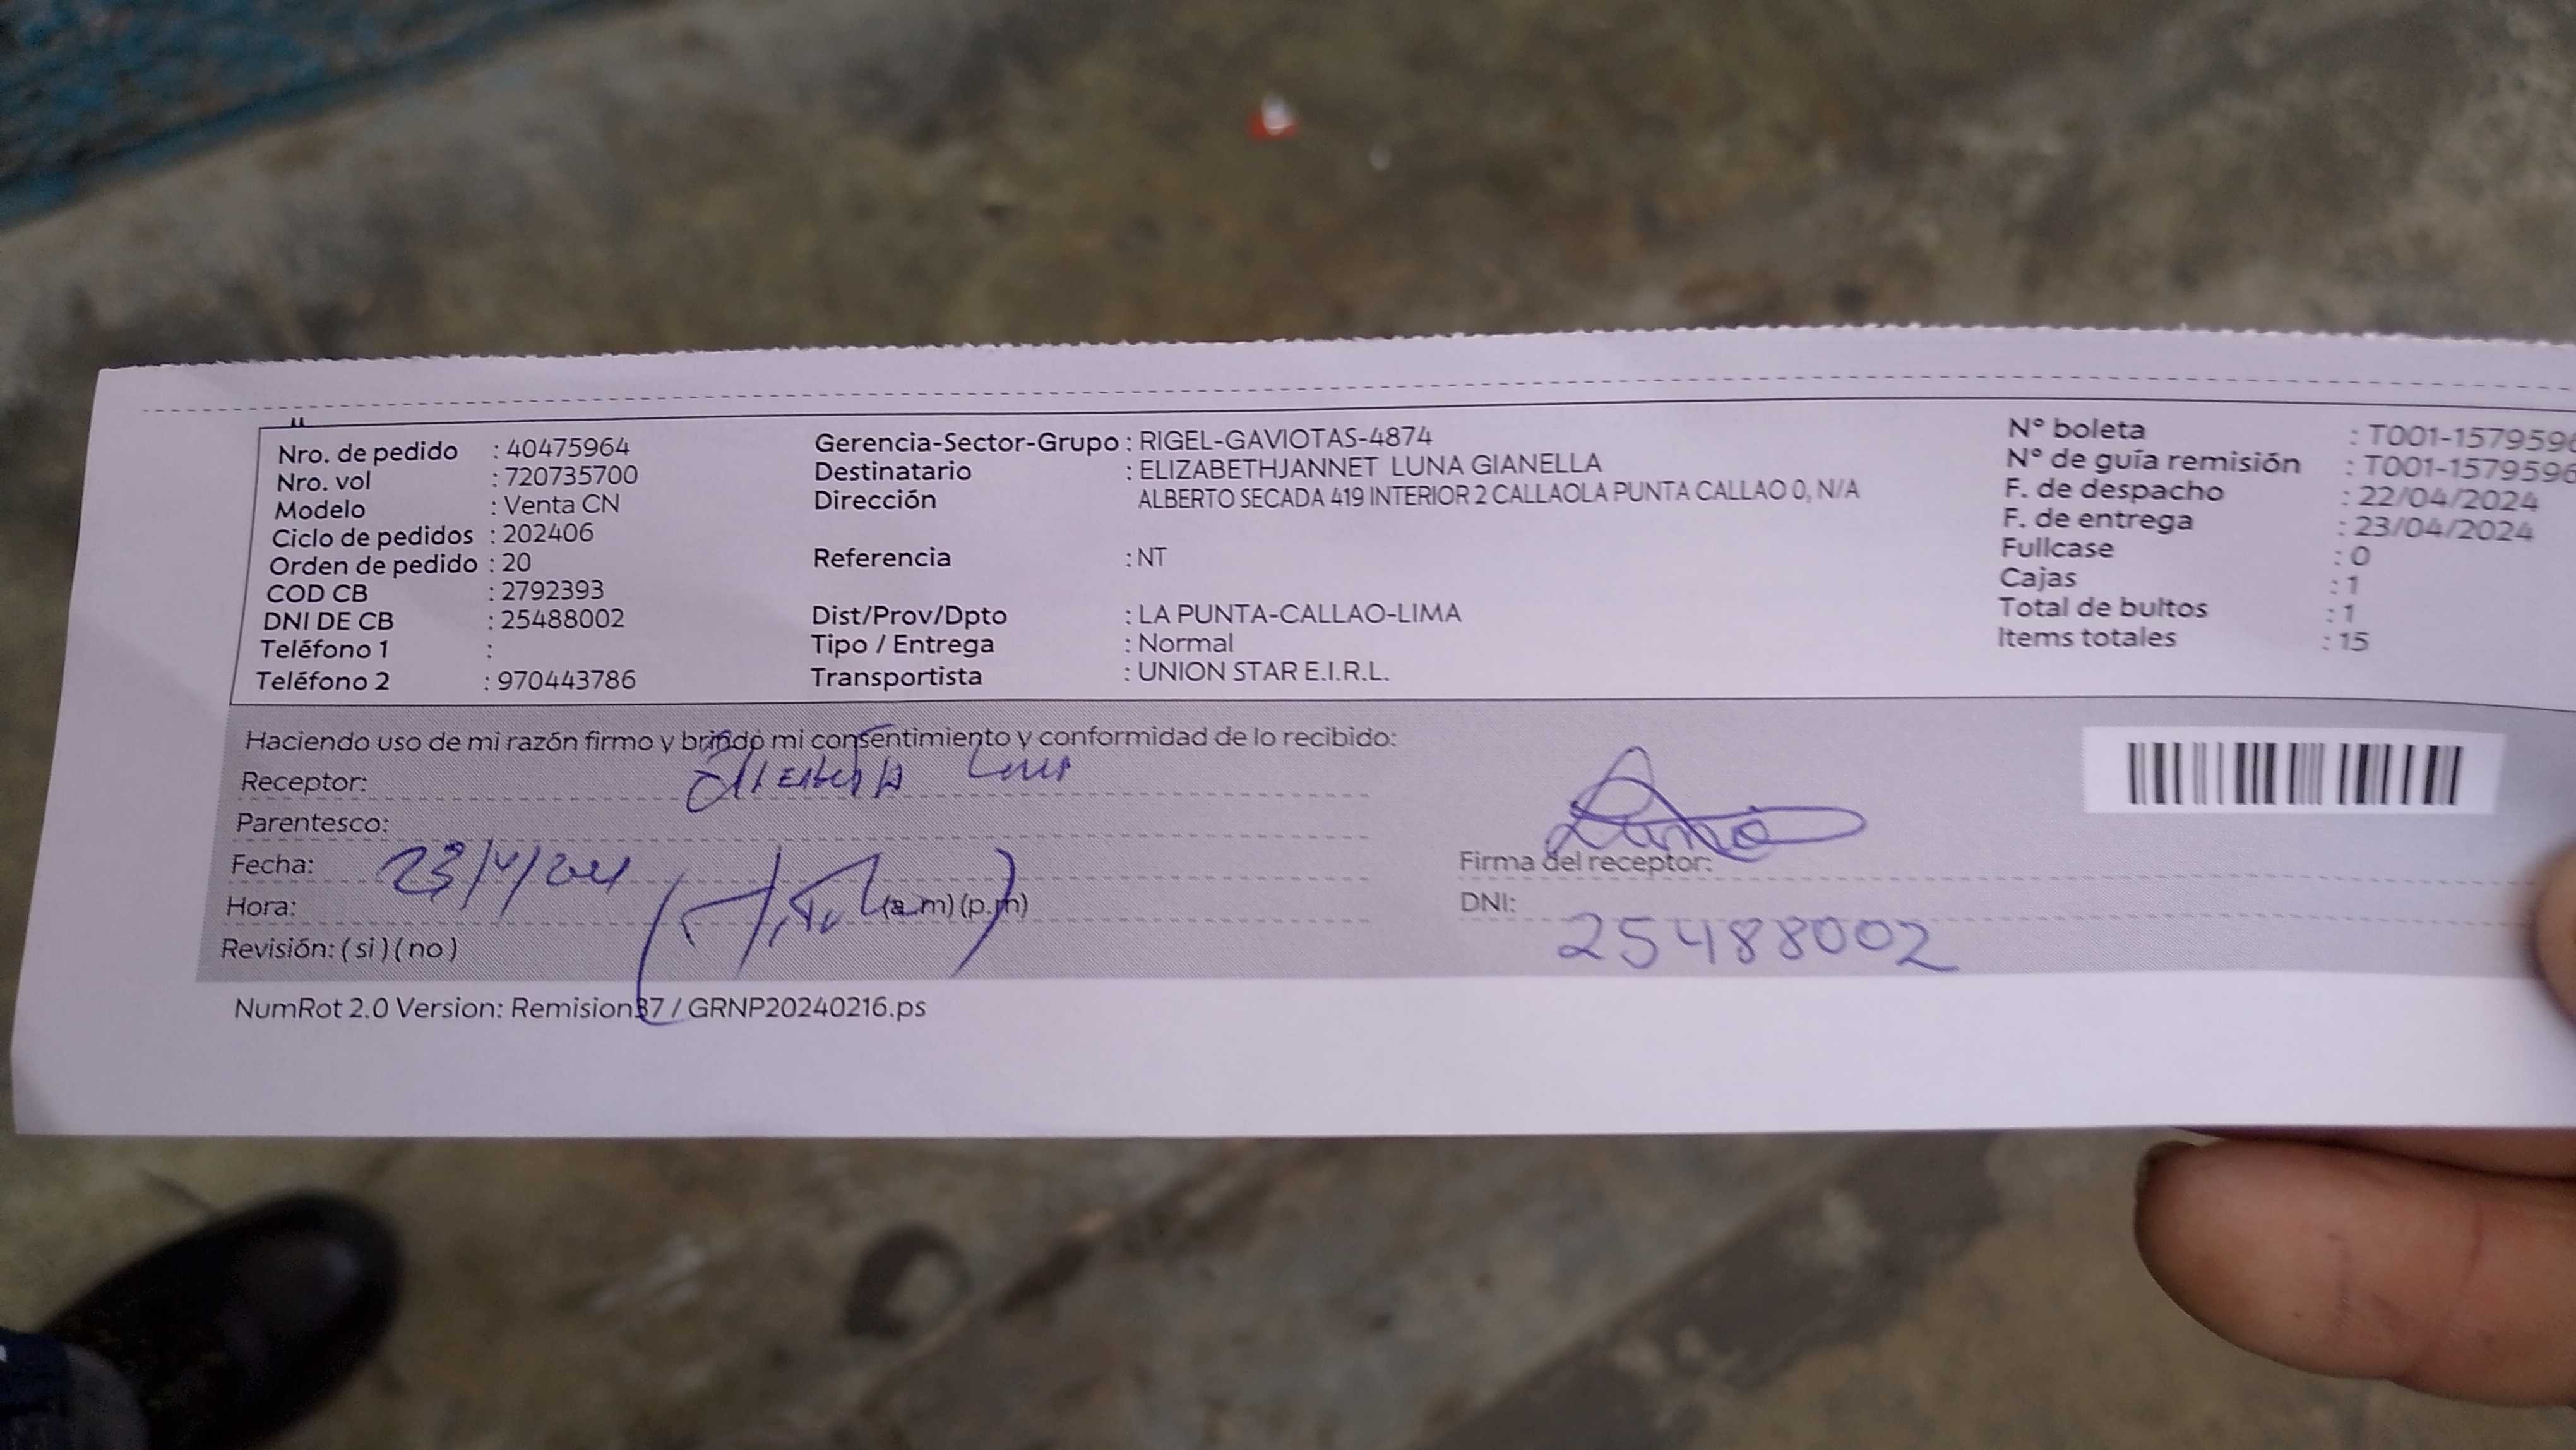 Nro. de pedido : 40475964
Nro. vol : 720735700
Modelo : Venta CN
Ciclo de pedidos : 202406
Orden de pedido : 20
COD CB : 2792393
DNI DE CB : 25488002
Teléfono 1 :
Teléfono 2 : 970443786
Gerencia-Sector-Grupo : RIGEL-GAVIOTAS-4874
Destinatario : ELIZABETHJANNET LUNA GIANELLA
Dirección ALBERTO SECADA 419 INTERIOR 2 CALLAOLA PUNTA CALLAO 0, N/A
Referencia : NT
Dist/Prov/Dpto : LA PUNTA-CALLAO-LIMA
Tipo / Entrega : Normal
Transportista : UNION STAR E.I.R.L.
N° boleta : T001-1579596
N° de guía remisión : T001-1579596
F. de despacho : 22/04/2024
F. de entrega : 23/04/2024
Fullcase : 0
Cajas : 1
Total de bultos : 1
Items totales : 15
Haciendo uso de mi razón firmo y brindo mi consentimiento y conformidad de lo recibido:
Receptor:
Parentesco:
Fecha: 23/4/24
Hora: (a.m) (p.m)
Revisión: ( si ) ( no )
Firma del receptor:
DNI: 25488002
NumRot 2.0 Version: Remision37 / GRNP20240216.ps